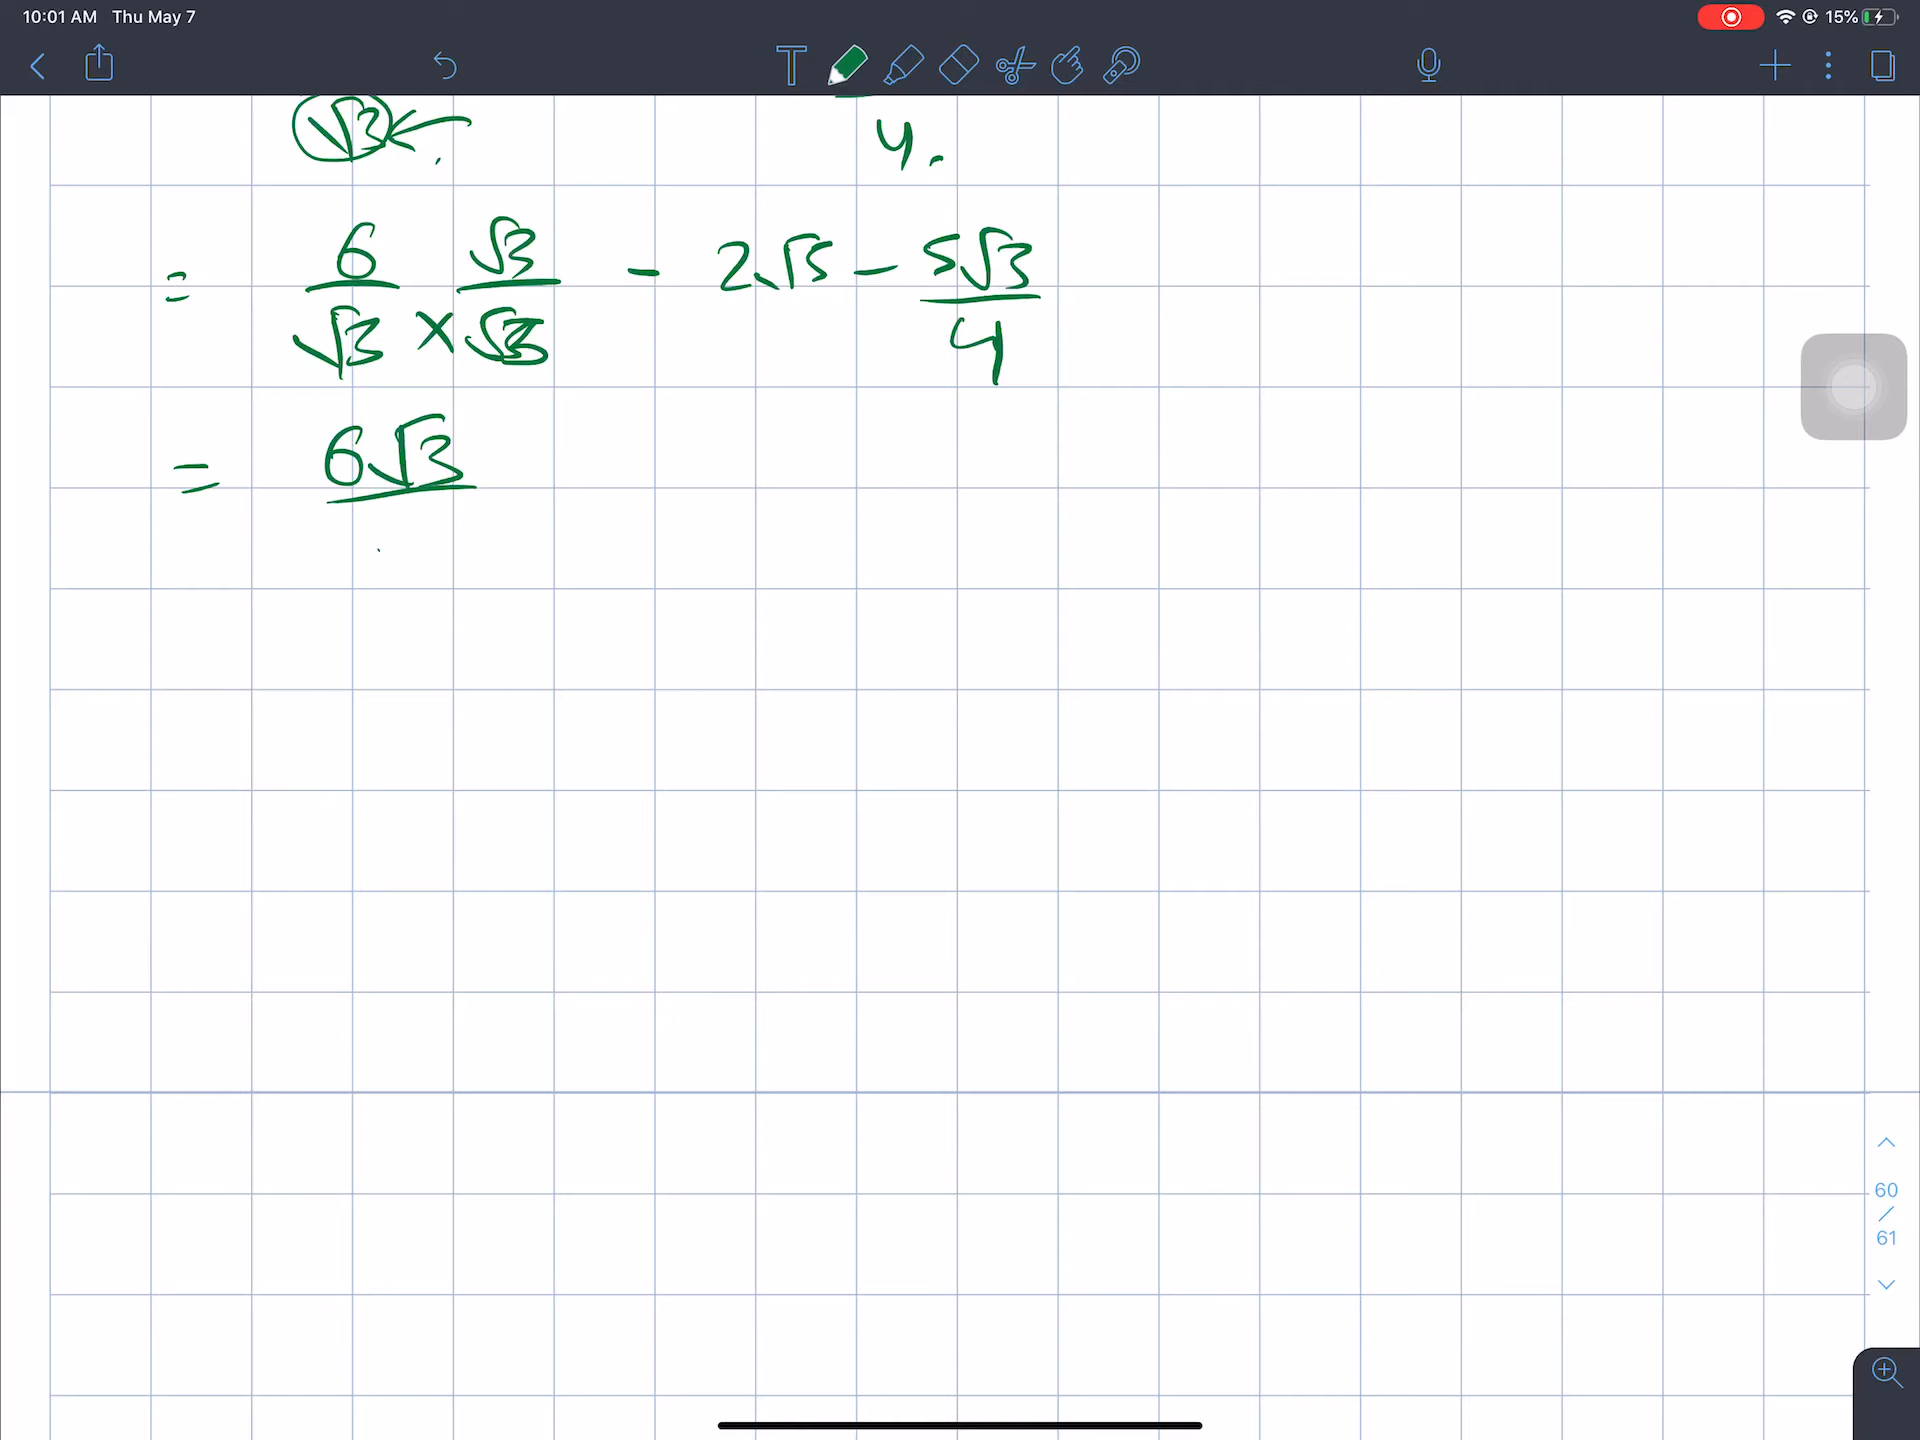 10:01 AM Thu May 7 15%
T
√3 ← 4.
= 6/√3 × √3/√3 - 2√5 - 5√3/4
= 6√3
60
/
61